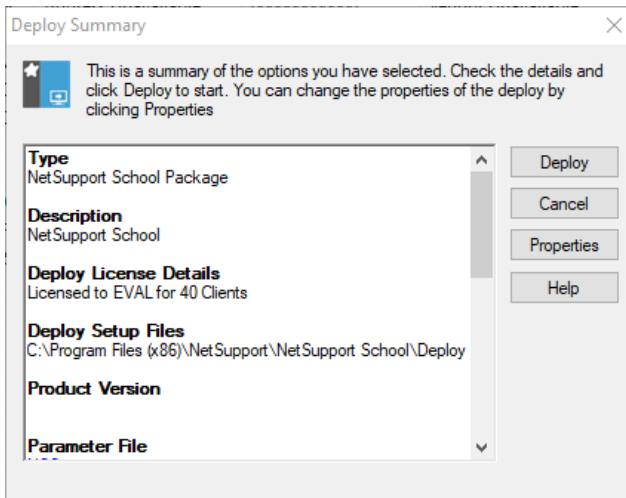 Deploy Summary
This is a summary of the options you have selected. Check the details and
click Deploy to start. You can change the properties of the deploy by
clicking Properties
Type
NetSupport School Package
Description
NetSupport School
Deploy License Details
Licensed to EVAL for 40 Clients
Deploy Setup Files
C:\Program Files (x86)\NetSupport\NetSupport School\Deploy
Product Version
Parameter File
Deploy
Cancel
Properties
Help